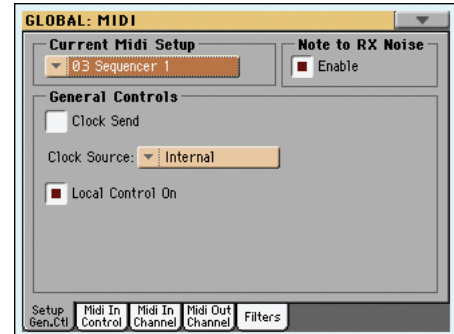 GLOBAL: MIDI
Current Midi Setup
Note to RX Noise
03 Sequencer 1
Enable
General Controls
Clock Send
Clock Source: Internal
Local Control On
Setup Gen.Ctl
Midi In Control
Midi In Channel
Midi Out Channel
Filters